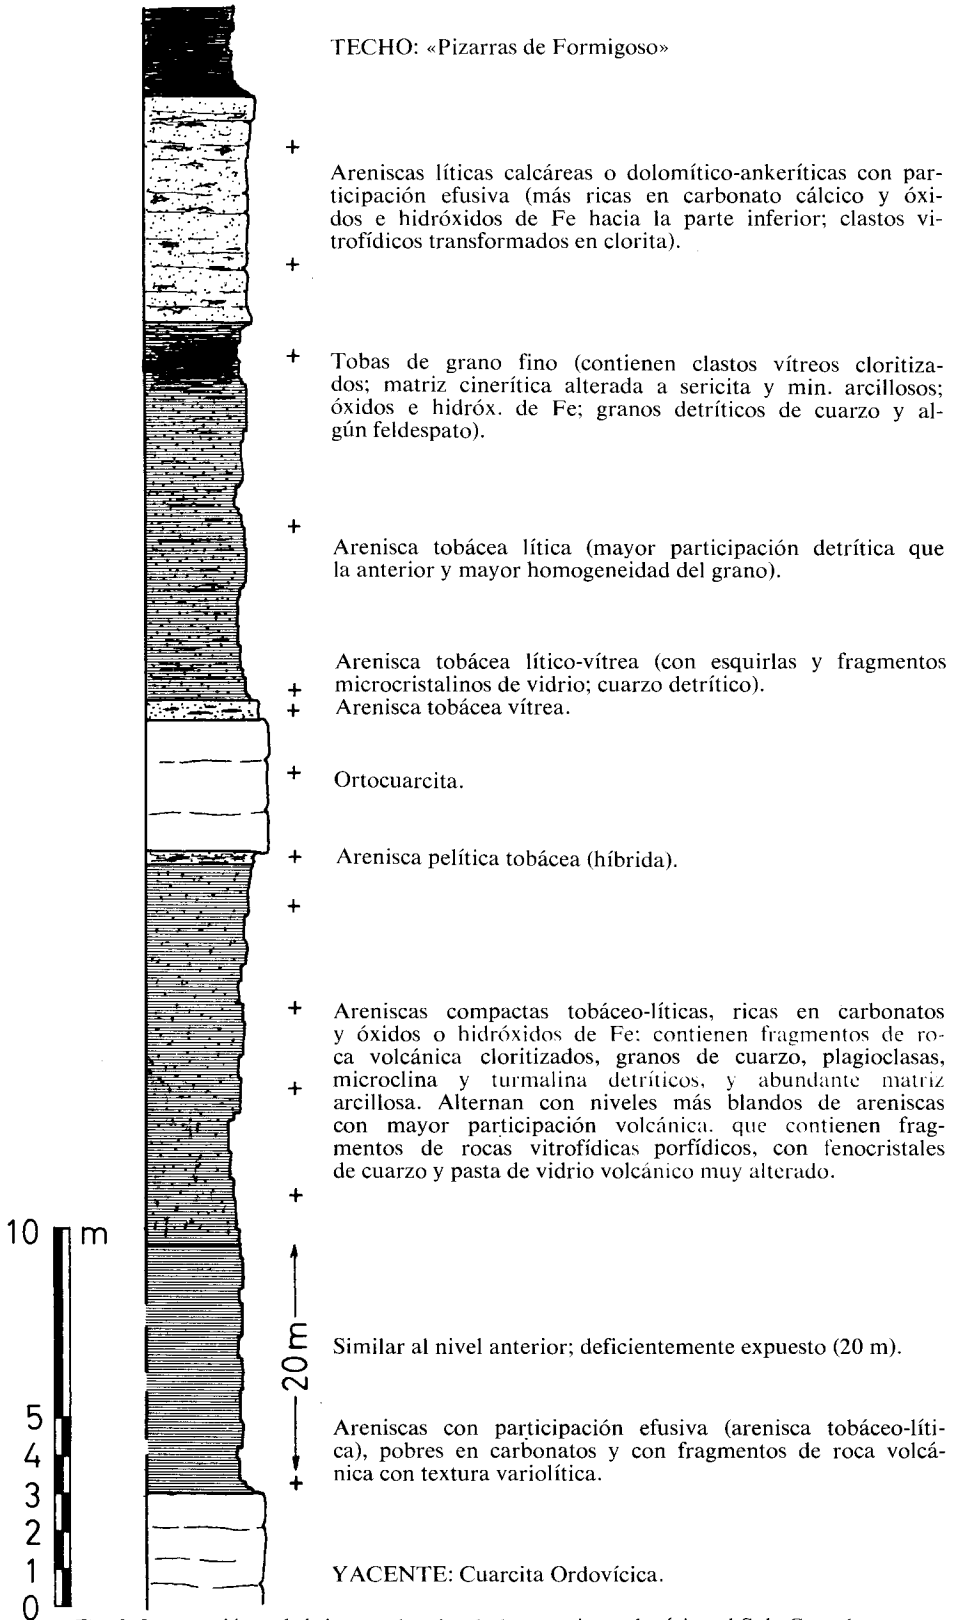 TECHO: «Pizarras de Formigoso»
Areniscas líticas calcáreas o dolomítico-ankeríticas con par-
ticipación efusiva (más ricas en carbonato cálcico y óxi-
dos e hidróxidos de Fe hacia la parte inferior; clastos vi-
trofídicos transformados en clorita).
Tobas de grano fino (contienen clastos vítreos cloritiza-
dos; matriz cinerítica alterada a sericita y min. arcillosos;
óxidos e hidróx. de Fe; granos detríticos de cuarzo y al-
gún feldespato).
Arenisca tobácea lítica (mayor participación detrítica que
la anterior y mayor homogeneidad del grano).
Arenisca tobácea lítico-vítrea (con esquirlas y fragmentos
microcristalinos de vidrio; cuarzo detrítico).
Arenisca tobácea vítrea.
Ortocuarcita.
Arenisca pelítica tobácea (híbrida).
Areniscas compactas tobáceo-líticas, ricas en carbonatos
y óxidos o hidróxidos de Fe: contienen fragmentos de ro-
ca volcánica cloritizados, granos de cuarzo, plagioclasas,
microclina y turmalina detríticos, y abundante matriz
arcillosa. Alternan con niveles más blandos de areniscas
con mayor participación volcánica. que contienen frag-
mentos de rocas vitrofídicas porfídicos, con fenocristales
de cuarzo y pasta de vidrio volcánico muy alterado.
10 m
20m
Similar al nivel anterior; deficientemente expuesto (20 m).
5
4
3
2
1
0
Areniscas con participación efusiva (arenisca tobáceo-líti-
ca), pobres en carbonatos y con fragmentos de roca volcá-
nica con textura variolítica.
YACENTE: Cuarcita Ordovícica.